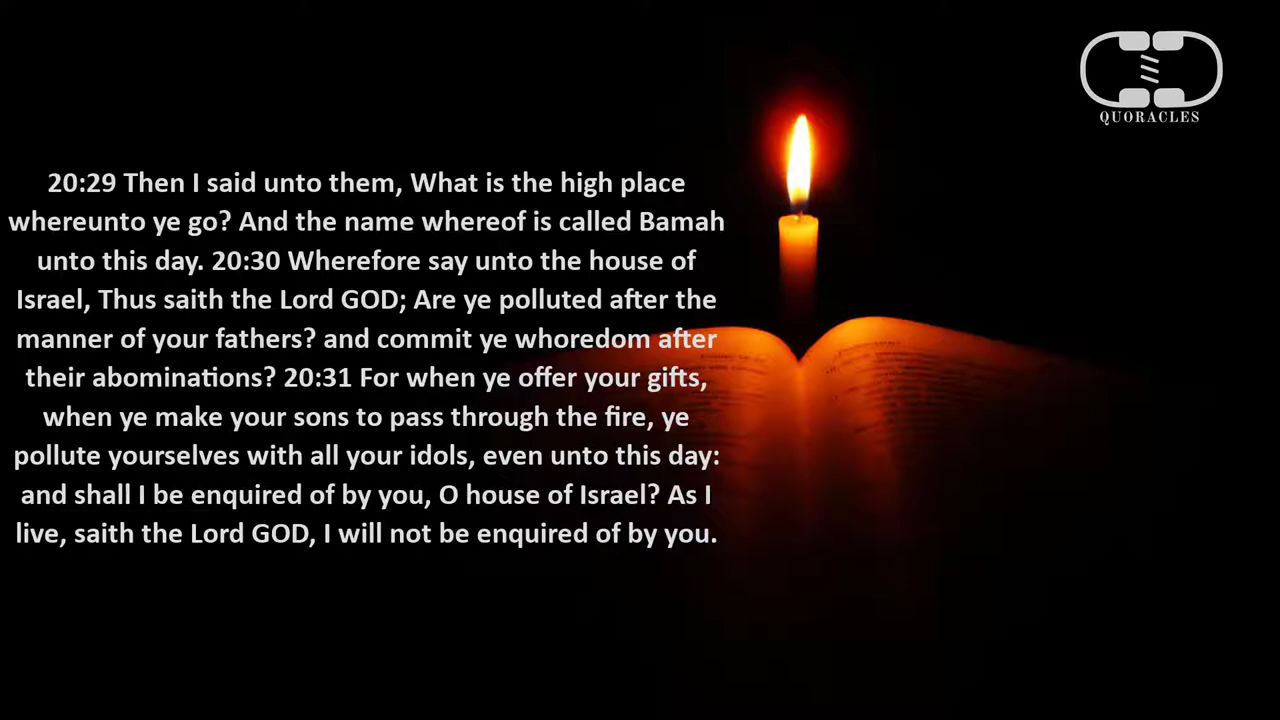 QUORACLES
20:29 Then I said unto them, What is the high place
whereunto ye go? And the name whereof is called Bamah
unto this day. 20:30 Wherefore say unto the house of
Israel, Thus saith the Lord GOD; Are ye polluted after the
manner of your fathers? and commit ye whoredom after
their abominations? 20:31 For when ye offer your gifts,
when ye make your sons to pass through the fire, ye
pollute yourselves with all your idols, even unto this day:
and shall I be enquired of by you, O house of Israel? As I
live, saith the Lord GOD, I will not be enquired of by you.